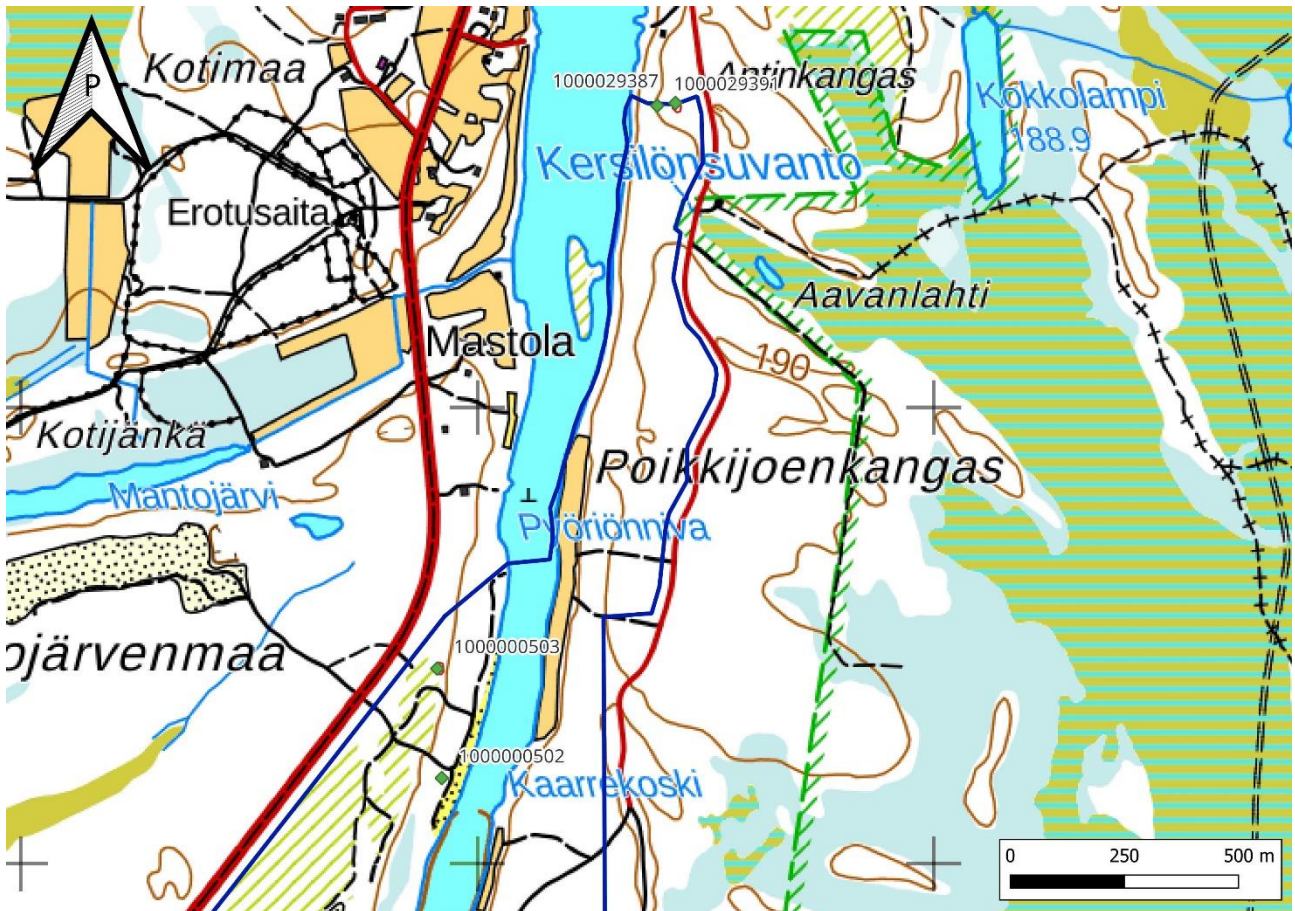 P
Kotimaa
1000029387
1000029391
Antinkangas
Kokkolampi
188.9
Kersilönsuvanto
Erotusaita
Aavanlahti
Mastola
190
Kotijänkä
Poikkijoenkangas
Mantojärvi
Pyöriönniva
ojärvenmaa
1000000503
1000000502
Kaarrekoski
0 250 500 m